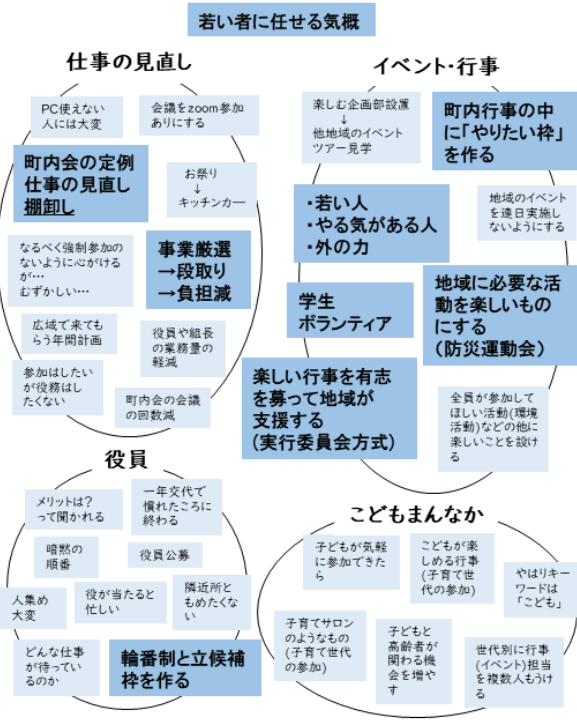 若い者に任せる気概
仕事の見直し
PC使えない
人には大変
会議をzoom参加
ありにする
町内会の定例
仕事の見直し
棚卸し
お祭り
↓
キッチンカー
なるべく強制参加の
ないように心がける
が…
むずかしい…
事業厳選
→段取り
→負担減
広域で来ても
らう年間計画
役員や組長
の業務量の
軽減
参加はしたい
が役務はし
たくない
町内会の会議
の回数減
イベント・行事
楽しむ企画部設置
↓
他地域のイベント
ツアー見学
町内行事の中
に「やりたい枠」
を作る
・若い人
・やる気がある人
・外の力
地域のイベント
を連日実施し
ないようにする
学生
ボランティア
地域に必要な活
動を楽しいもの
にする
(防災運動会)
楽しい行事を有志
を募って地域が
支援する
(実行委員会方式)
全員が参加して
ほしい活動(環境
活動)などの他に
楽しいことを設け
る
役員
メリットは?
って聞かれる
一年交代で
慣れたころに
終わる
暗黙の
順番
役員公募
人集め
大変
役が当たると
忙しい
隣近所と
もめたくな
い
どんな仕事
が待ってい
るのか
輪番制と立候補
枠を作る
こどもまんなか
子どもが気軽
に参加できた
ら
こどもが楽
しめる行事
(子育て世
代の参加)
やはりキー
ワードは
「こども」
子育てサロン
のようなもの
(子育て世代
の参加)
子どもと
高齢者が
関わる機
会を増や
す
世代別に行事
(イベント)担当
を複数人もうけ
る